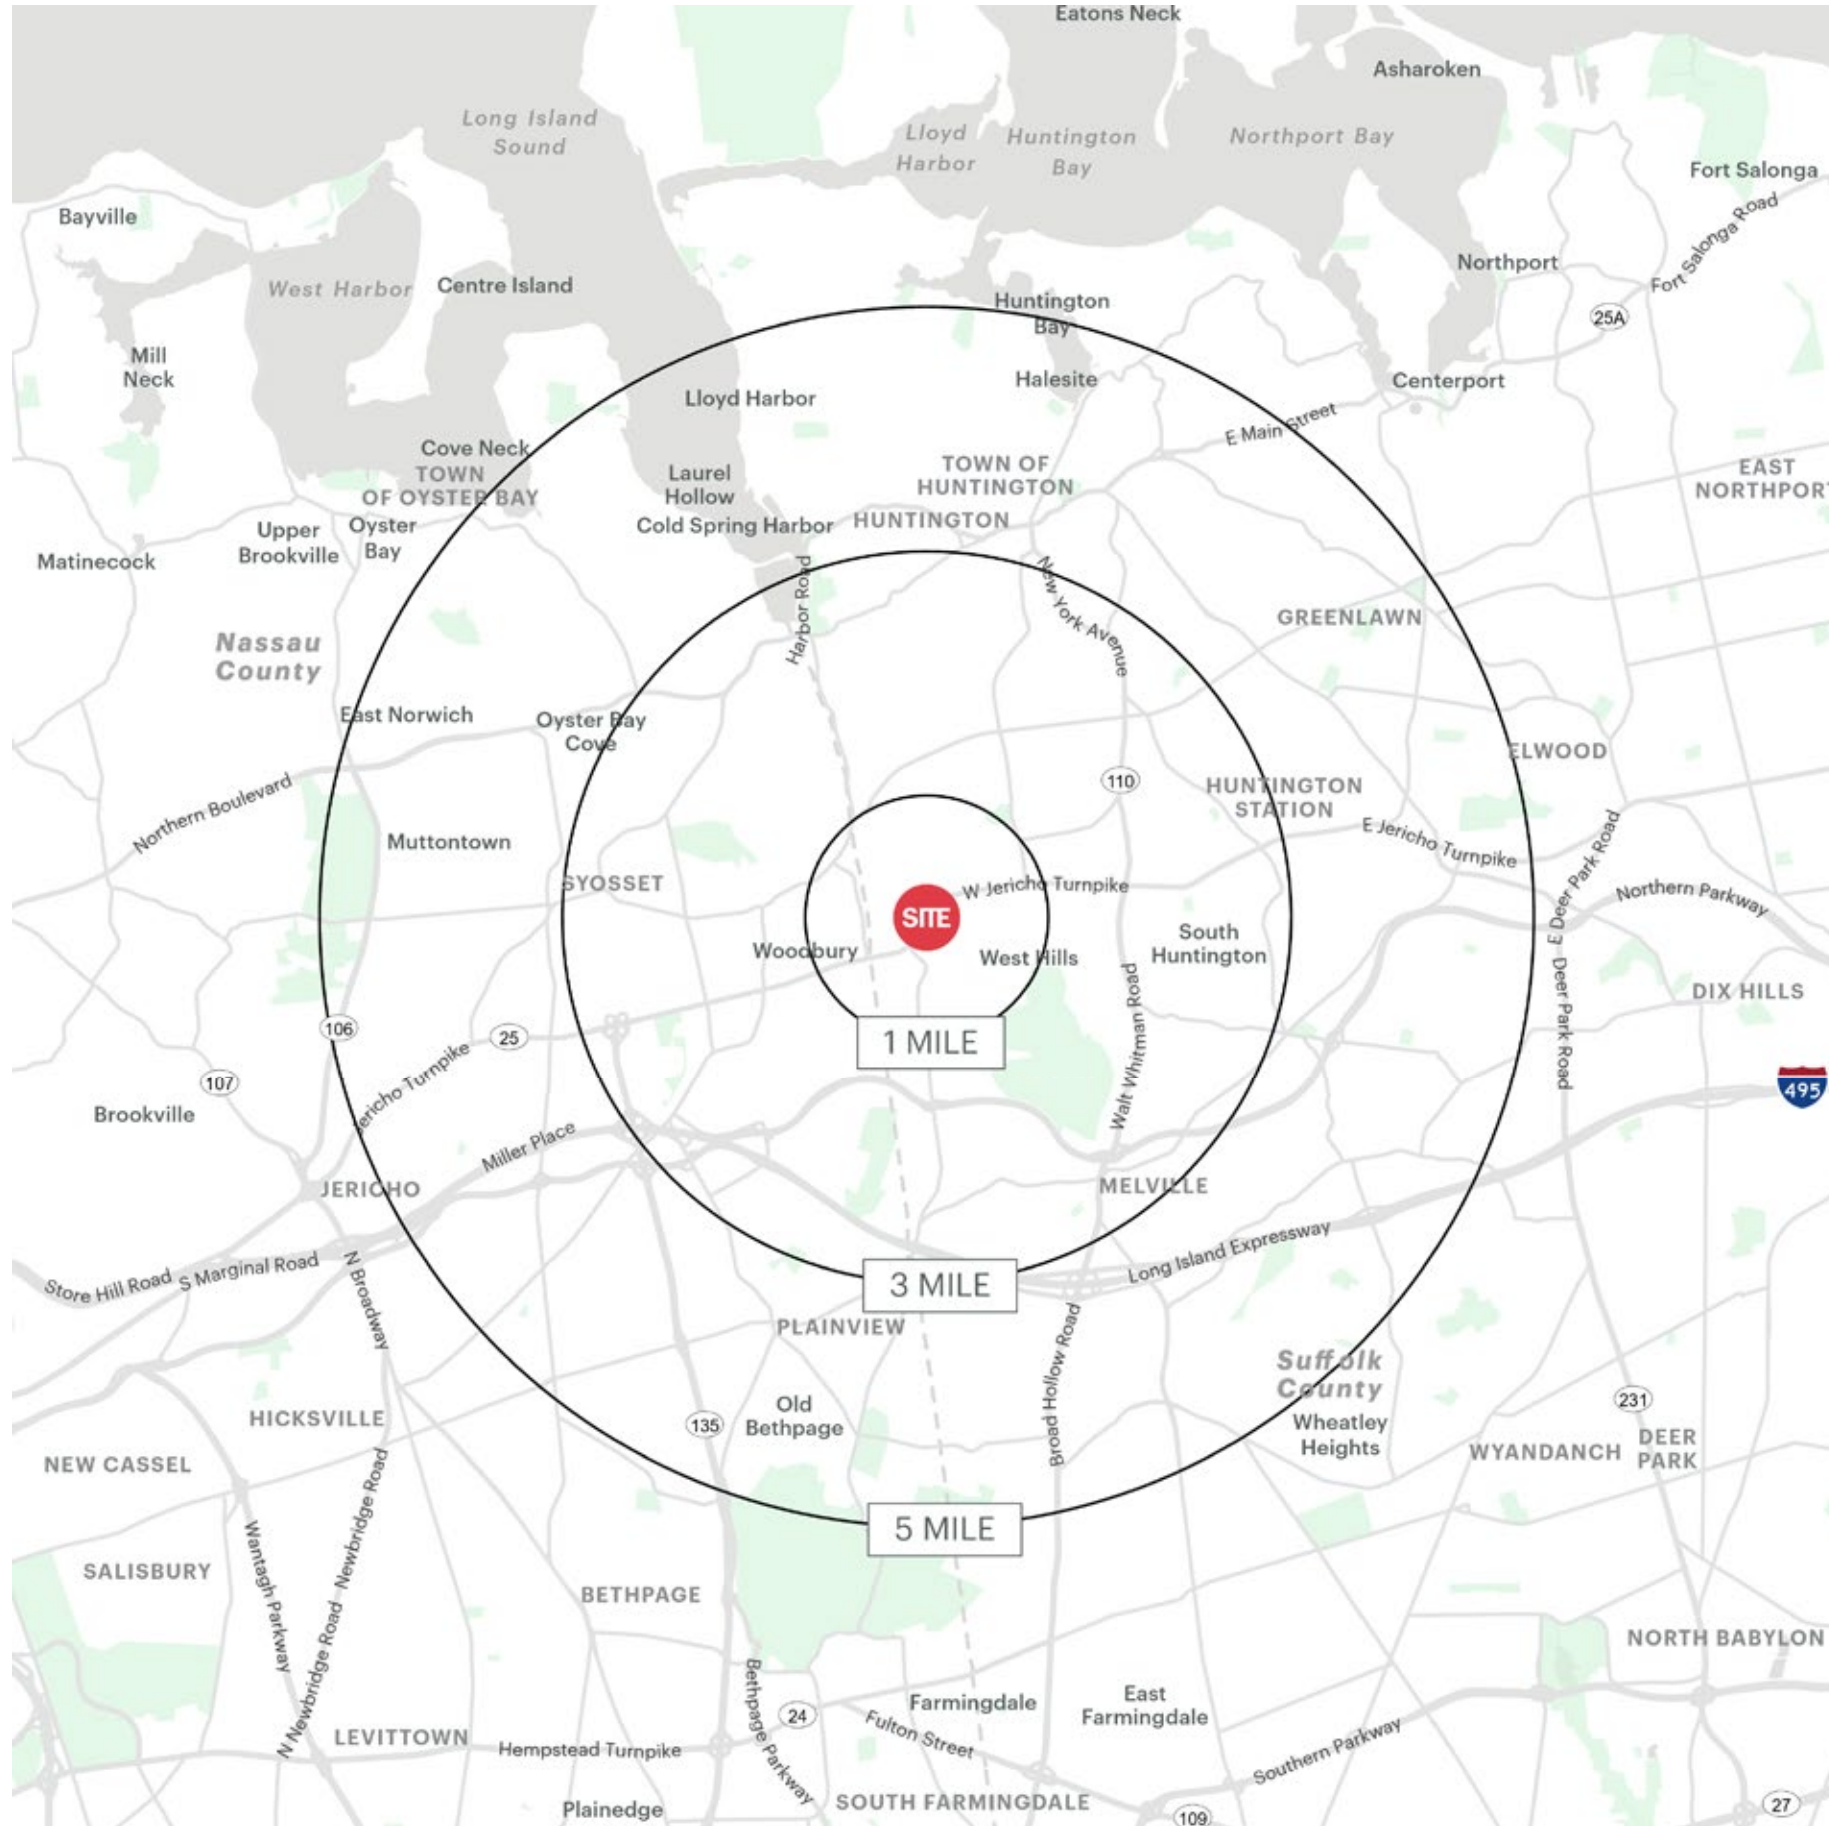 Eatons Neck
Asharoken
Long Island
Sound
Lloyd
Harbor
Huntington
Bay
Northport Bay
Fort Salonga
Bayville
Fort Salonga Road
Northport
West Harbor
Centre Island
Huntington
Bay
25A
Mill
Neck
Halesite
Centerport
Lloyd Harbor
E Main Street
Cove Neck
TOWN
OF OYSTER BAY
Laurel
Hollow
TOWN OF
HUNTINGTON
EAST
NORTHPORT
Cold Spring Harbor
HUNTINGTON
Upper
Brookville
Oyster
Bay
Matinecock
Harbor Road
New York Avenue
GREENLAWN
Nassau
County
East Norwich
Oyster Bay
Cove
ELWOOD
110
HUNTINGTON
STATION
Northern Boulevard
Muttontown
E Jericho Turnpike
E Deer Park Road
SYOSSET
W Jericho Turnpike
Northern Parkway
SITE
Woodbury
West Hills
South
Huntington
DIX HILLS
106
25
1 MILE
Walt Whitman Road
Deer Park Road
107
Jericho Turnpike
495
Brookville
Miller Place
JERICHO
MELVILLE
Store Hill Road
S Marginal Road
N Broadway
Long Island Expressway
3 MILE
PLAINVIEW
Broad Hollow Road
Suffolk
County
HICKSVILLE
Old
Bethpage
135
Wheatley
Heights
231
WYANDANCH
DEER
PARK
NEW CASSEL
Newbridge Road
5 MILE
Wantagh Parkway
SALISBURY
BETHPAGE
N Newbridge Road
NORTH BABYLON
Bethpage Parkway
24
Farmingdale
East
Farmingdale
LEVITTOWN
Hempstead Turnpike
Fulton Street
Southern Parkway
Plainedge
SOUTH FARMINGDALE
109
27